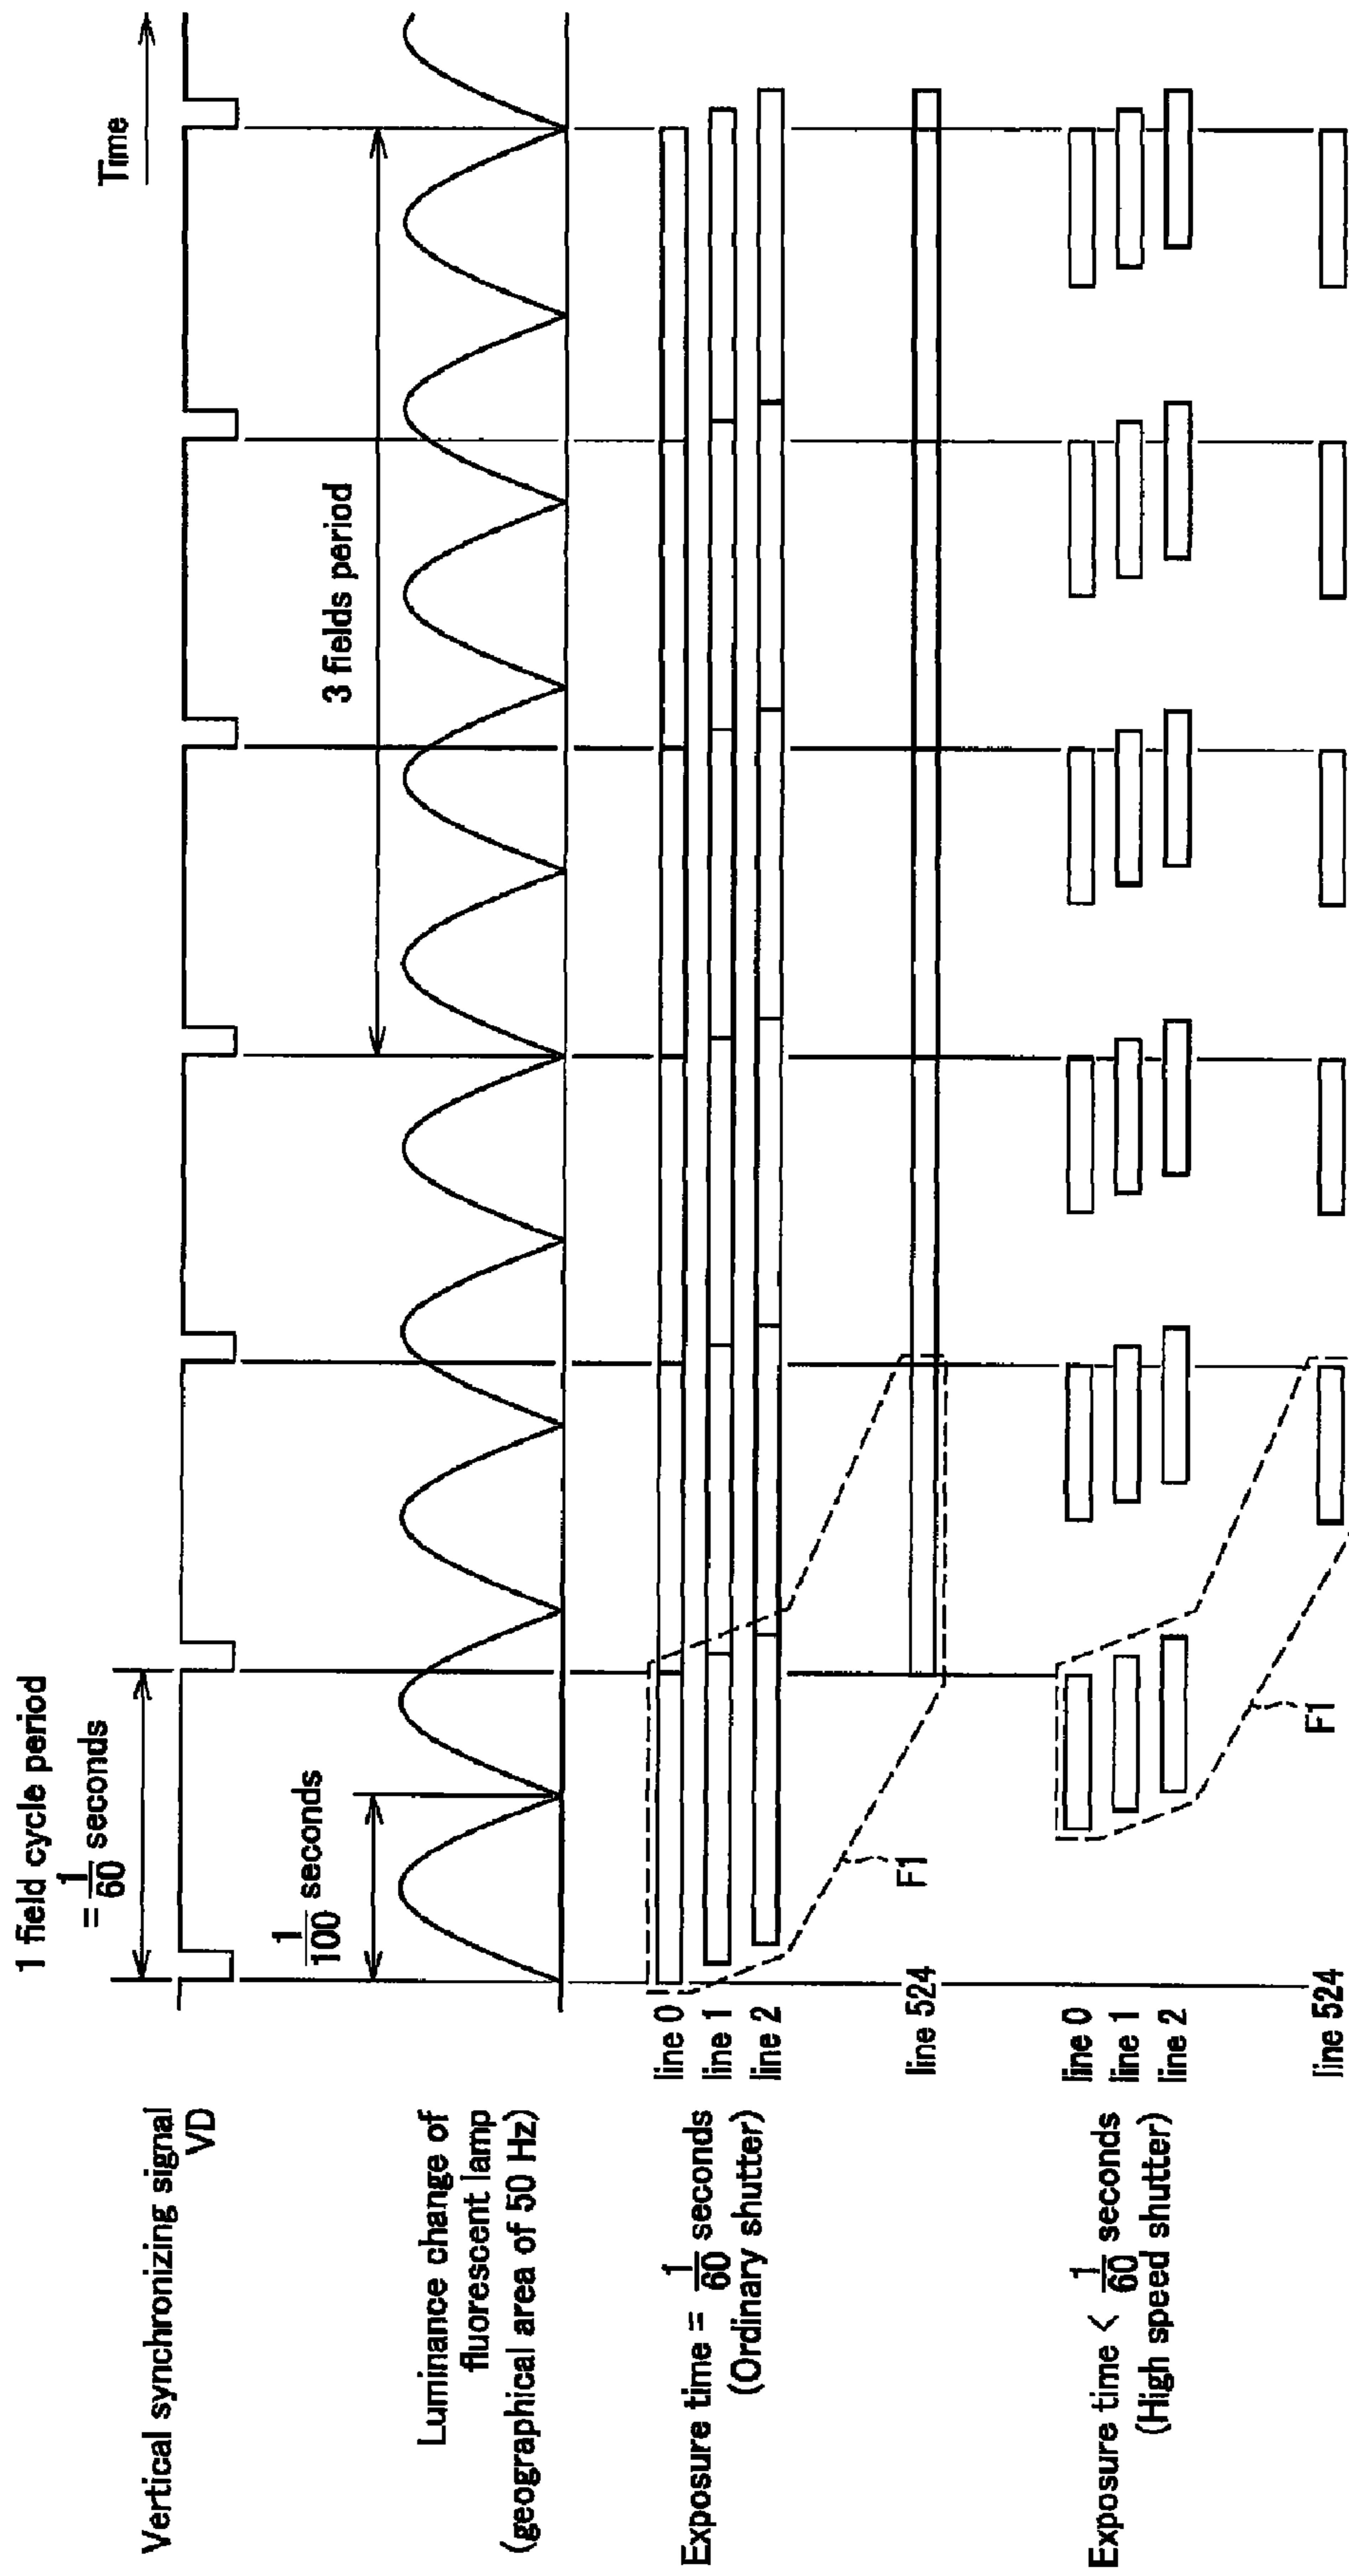 Time
1 field cycle period
= 1/60 seconds
Vertical synchronizing signal
VD
3 fields period
1/100 seconds
Luminance change of
fluorescent lamp
(geographical area of 50 Hz)
Exposure time = 1/60 seconds
(Ordinary shutter)
line 0
line 1
line 2
line 524
F1
Exposure time < 1/60 seconds
(High speed shutter)
line 0
line 1
line 2
line 524
F1